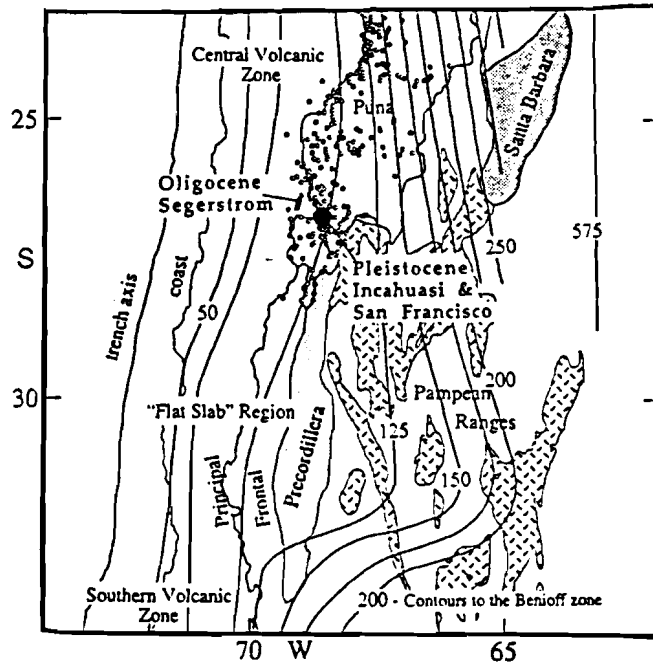 Central Volcanic
Zone
Puna
Santa Barbara
25
Oligocene
Segerstrom
S
coast
trench axis
50
250
575
Pleistocene
Incahuasi &
San Francisco
30
"Flat Slab" Region
Pampean
Ranges
200
125
150
Principal
Frontal
Precordillera
Southern Volcanic
Zone
200 - Contours to the Benioff zone
70
W
65